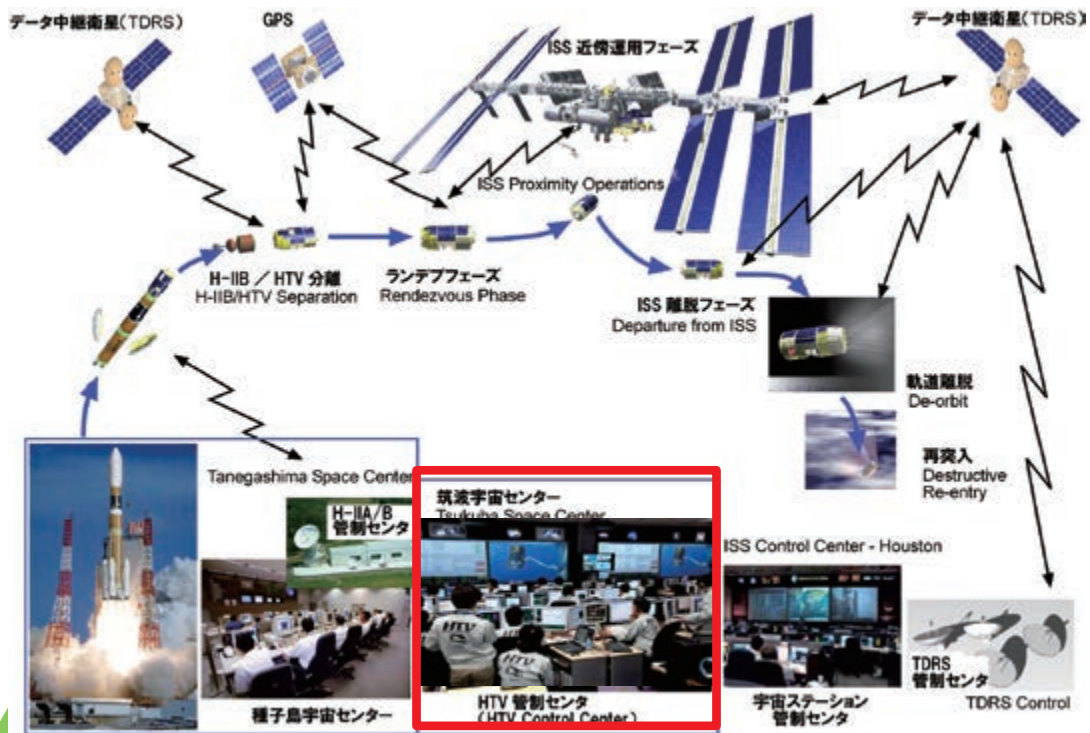 データ中継衛星(TDRS)
GPS
ISS 近傍運用フェーズ
データ中継衛星(TDRS)
ISS Proximity Operations
H-IIB / HTV 分離
H-IIB/HTV Separation
ランデブフェーズ
Rendezvous Phase
ISS 離脱フェーズ
Departure from ISS
軌道離脱
De-orbit
再突入
Destructive
Re-entry
Tanegashima Space Center
H-IIA/B
管制センタ
種子島宇宙センター
筑波宇宙センター
Tsukuba Space Center
HTV
HTV
HTV 管制センタ
(HTV Control Center)
ISS Control Center - Houston
宇宙ステーション
管制センタ
TDRS
管制センタ
TDRS Control